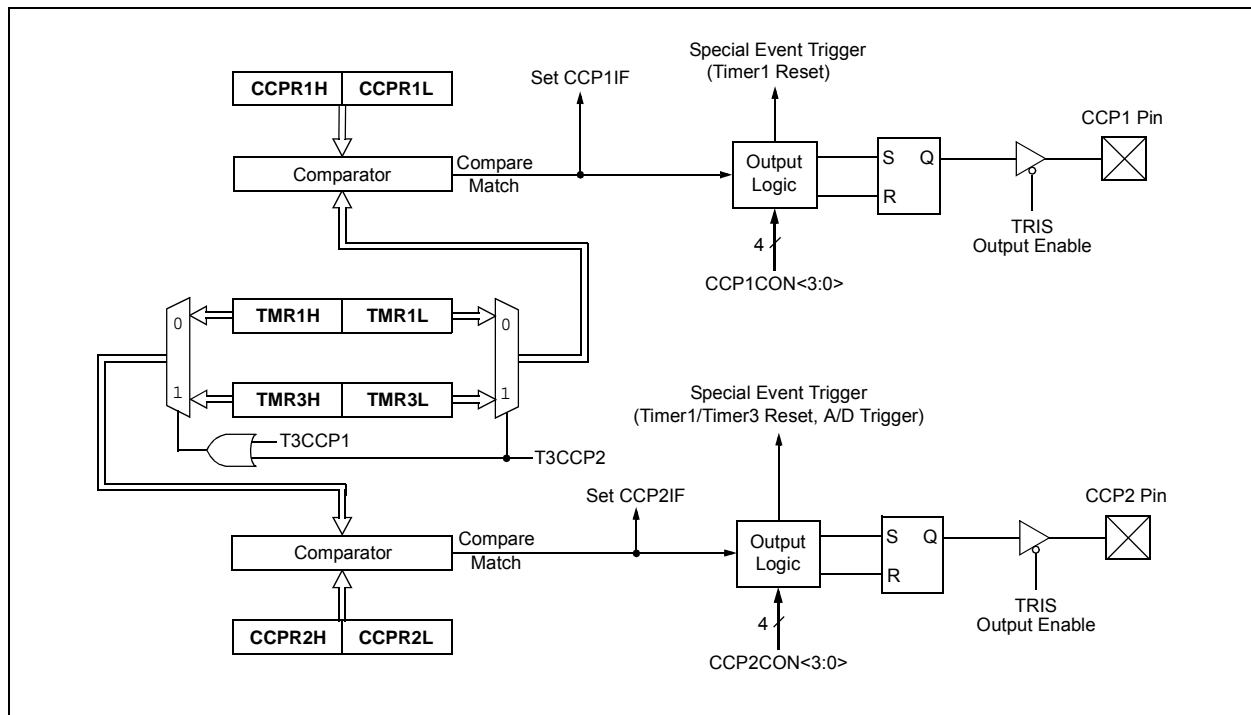 Special Event Trigger
(Timer1 Reset)
CCPR1H CCPR1L
Set CCP1IF
CCP1 Pin
Comparator
Compare
Match
Output
Logic
S Q
R
TRIS
Output Enable
4
CCP1CON<3:0>
0 TMR1H TMR1L 0
1 TMR3H TMR3L 1
T3CCP1
T3CCP2
Special Event Trigger
(Timer1/Timer3 Reset, A/D Trigger)
Set CCP2IF
CCP2 Pin
Comparator
Compare
Match
Output
Logic
S Q
R
TRIS
Output Enable
4
CCPR2H CCPR2L
CCP2CON<3:0>